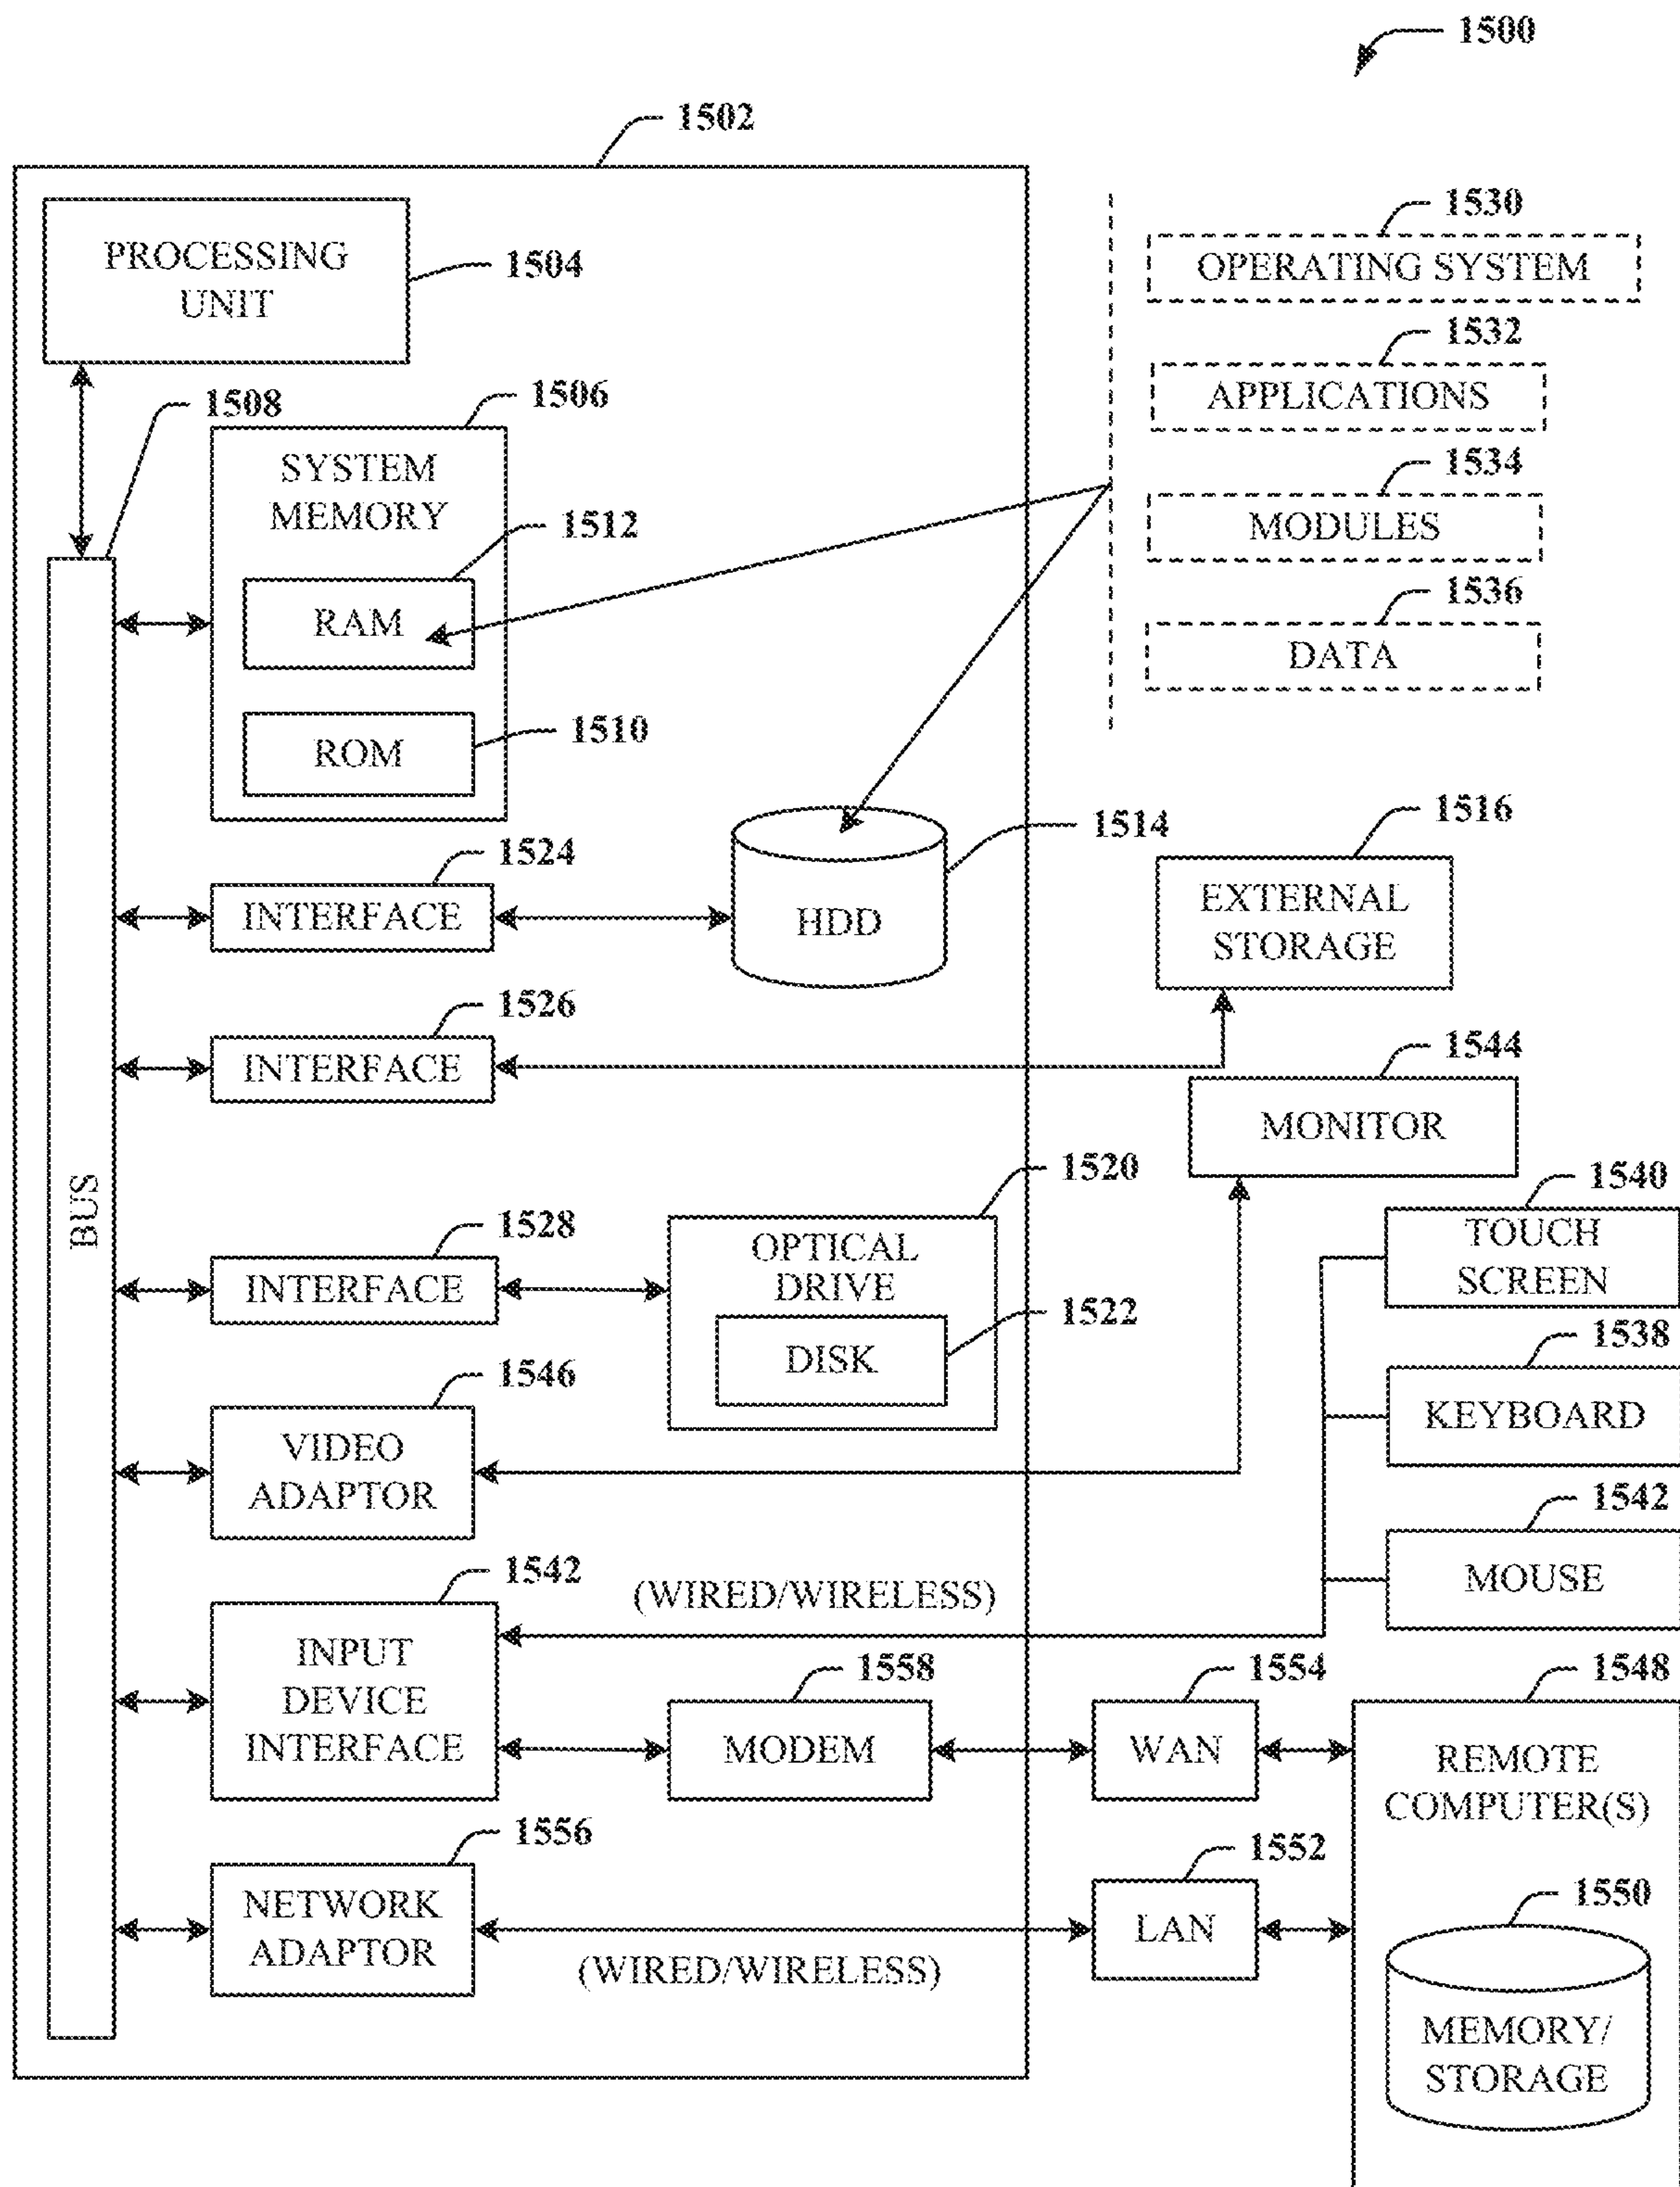 1500
1502
PROCESSING
UNIT
1504
1530
OPERATING SYSTEM
1532
APPLICATIONS
1534
MODULES
1536
DATA
1508
1506
SYSTEM
MEMORY
1512
RAM
1510
ROM
1524
INTERFACE
1514
HDD
1516
EXTERNAL
STORAGE
1526
INTERFACE
1544
MONITOR
BUS
1528
INTERFACE
1520
OPTICAL
DRIVE
1522
DISK
1540
TOUCH
SCREEN
1538
KEYBOARD
1546
VIDEO
ADAPTOR
1542
MOUSE
1542
INPUT
DEVICE
INTERFACE
(WIRED/WIRELESS)
1558
MODEM
1554
WAN
1548
REMOTE
COMPUTER(S)
1556
NETWORK
ADAPTOR
(WIRED/WIRELESS)
1552
LAN
1550
MEMORY/
STORAGE